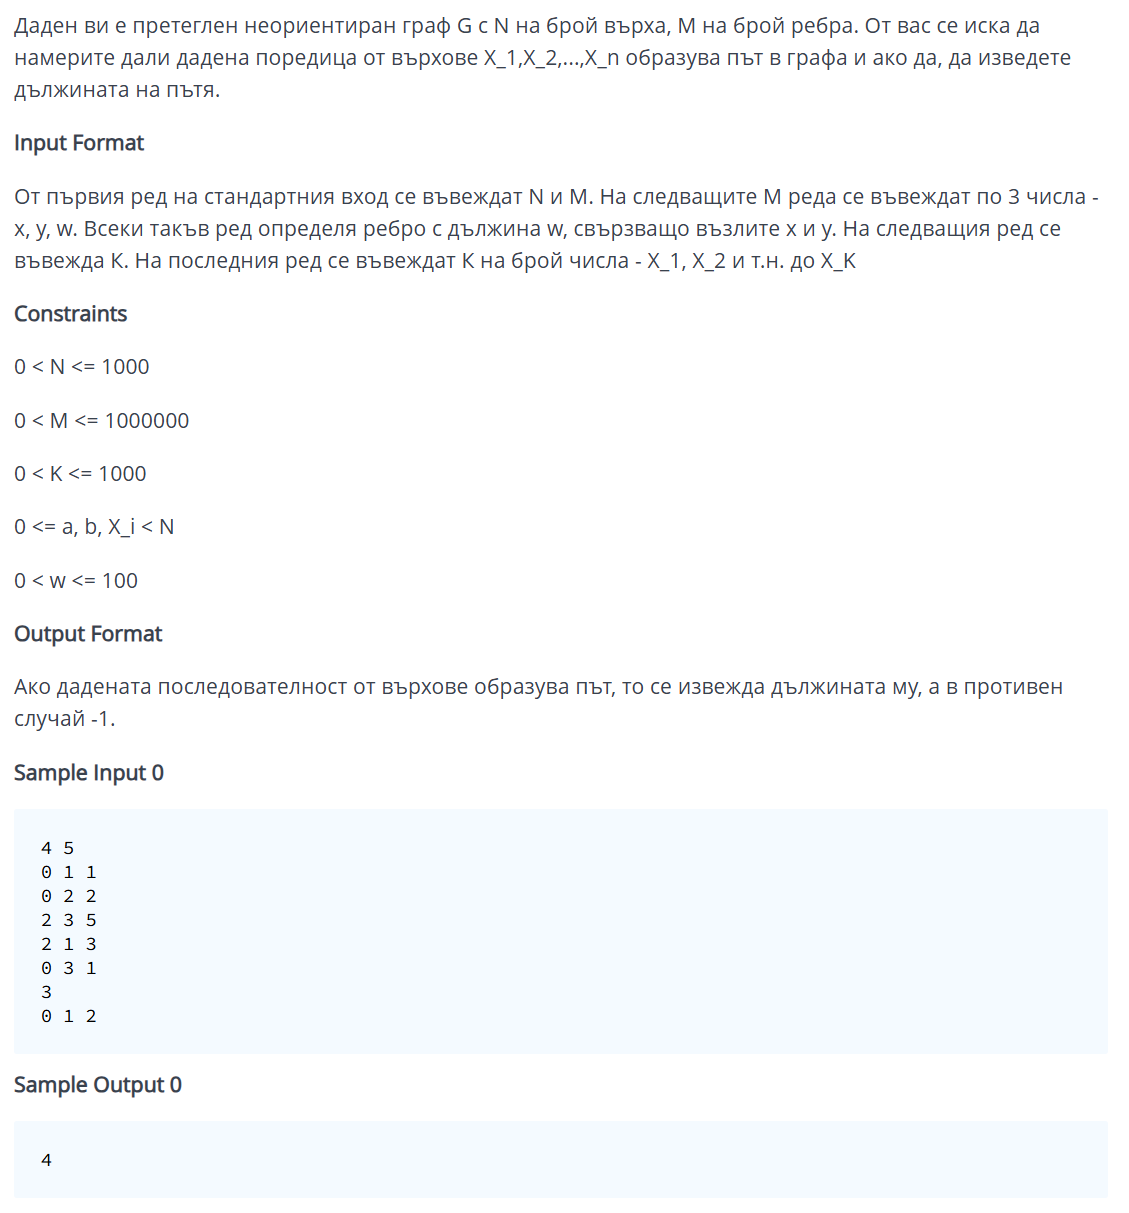 Даден ви е претеглен неориентиран граф G с N на брой върха, M на брой ребра. От вас се иска да
намерите дали дадена поредица от върхове X_1,X_2,...,X_n образува път в графа и ако да, да изведете
дължината на пътя.
Input Format
От първия ред на стандартния вход се въвеждат N и M. На следващите M реда се въвеждат по 3 числа -
x, y, w. Всеки такъв ред определя ребро с дължина w, свързващо възлите x и y. На следващия ред се
въвежда К. На последния ред се въвеждат К на брой числа - X_1, X_2 и т.н. до X_K
Constraints
0 < N <= 1000
0 < M <= 1000000
0 < K <= 1000
0 <= a, b, X_i < N
0 < w <= 100
Output Format
Ако дадената последователност от върхове образува път, то се извежда дължината му, а в противен
случай -1.
Sample Input 0
4 5
0 1 1
0 2 2
2 3 5
2 1 3
0 3 1
3
0 1 2
Sample Output 0
4